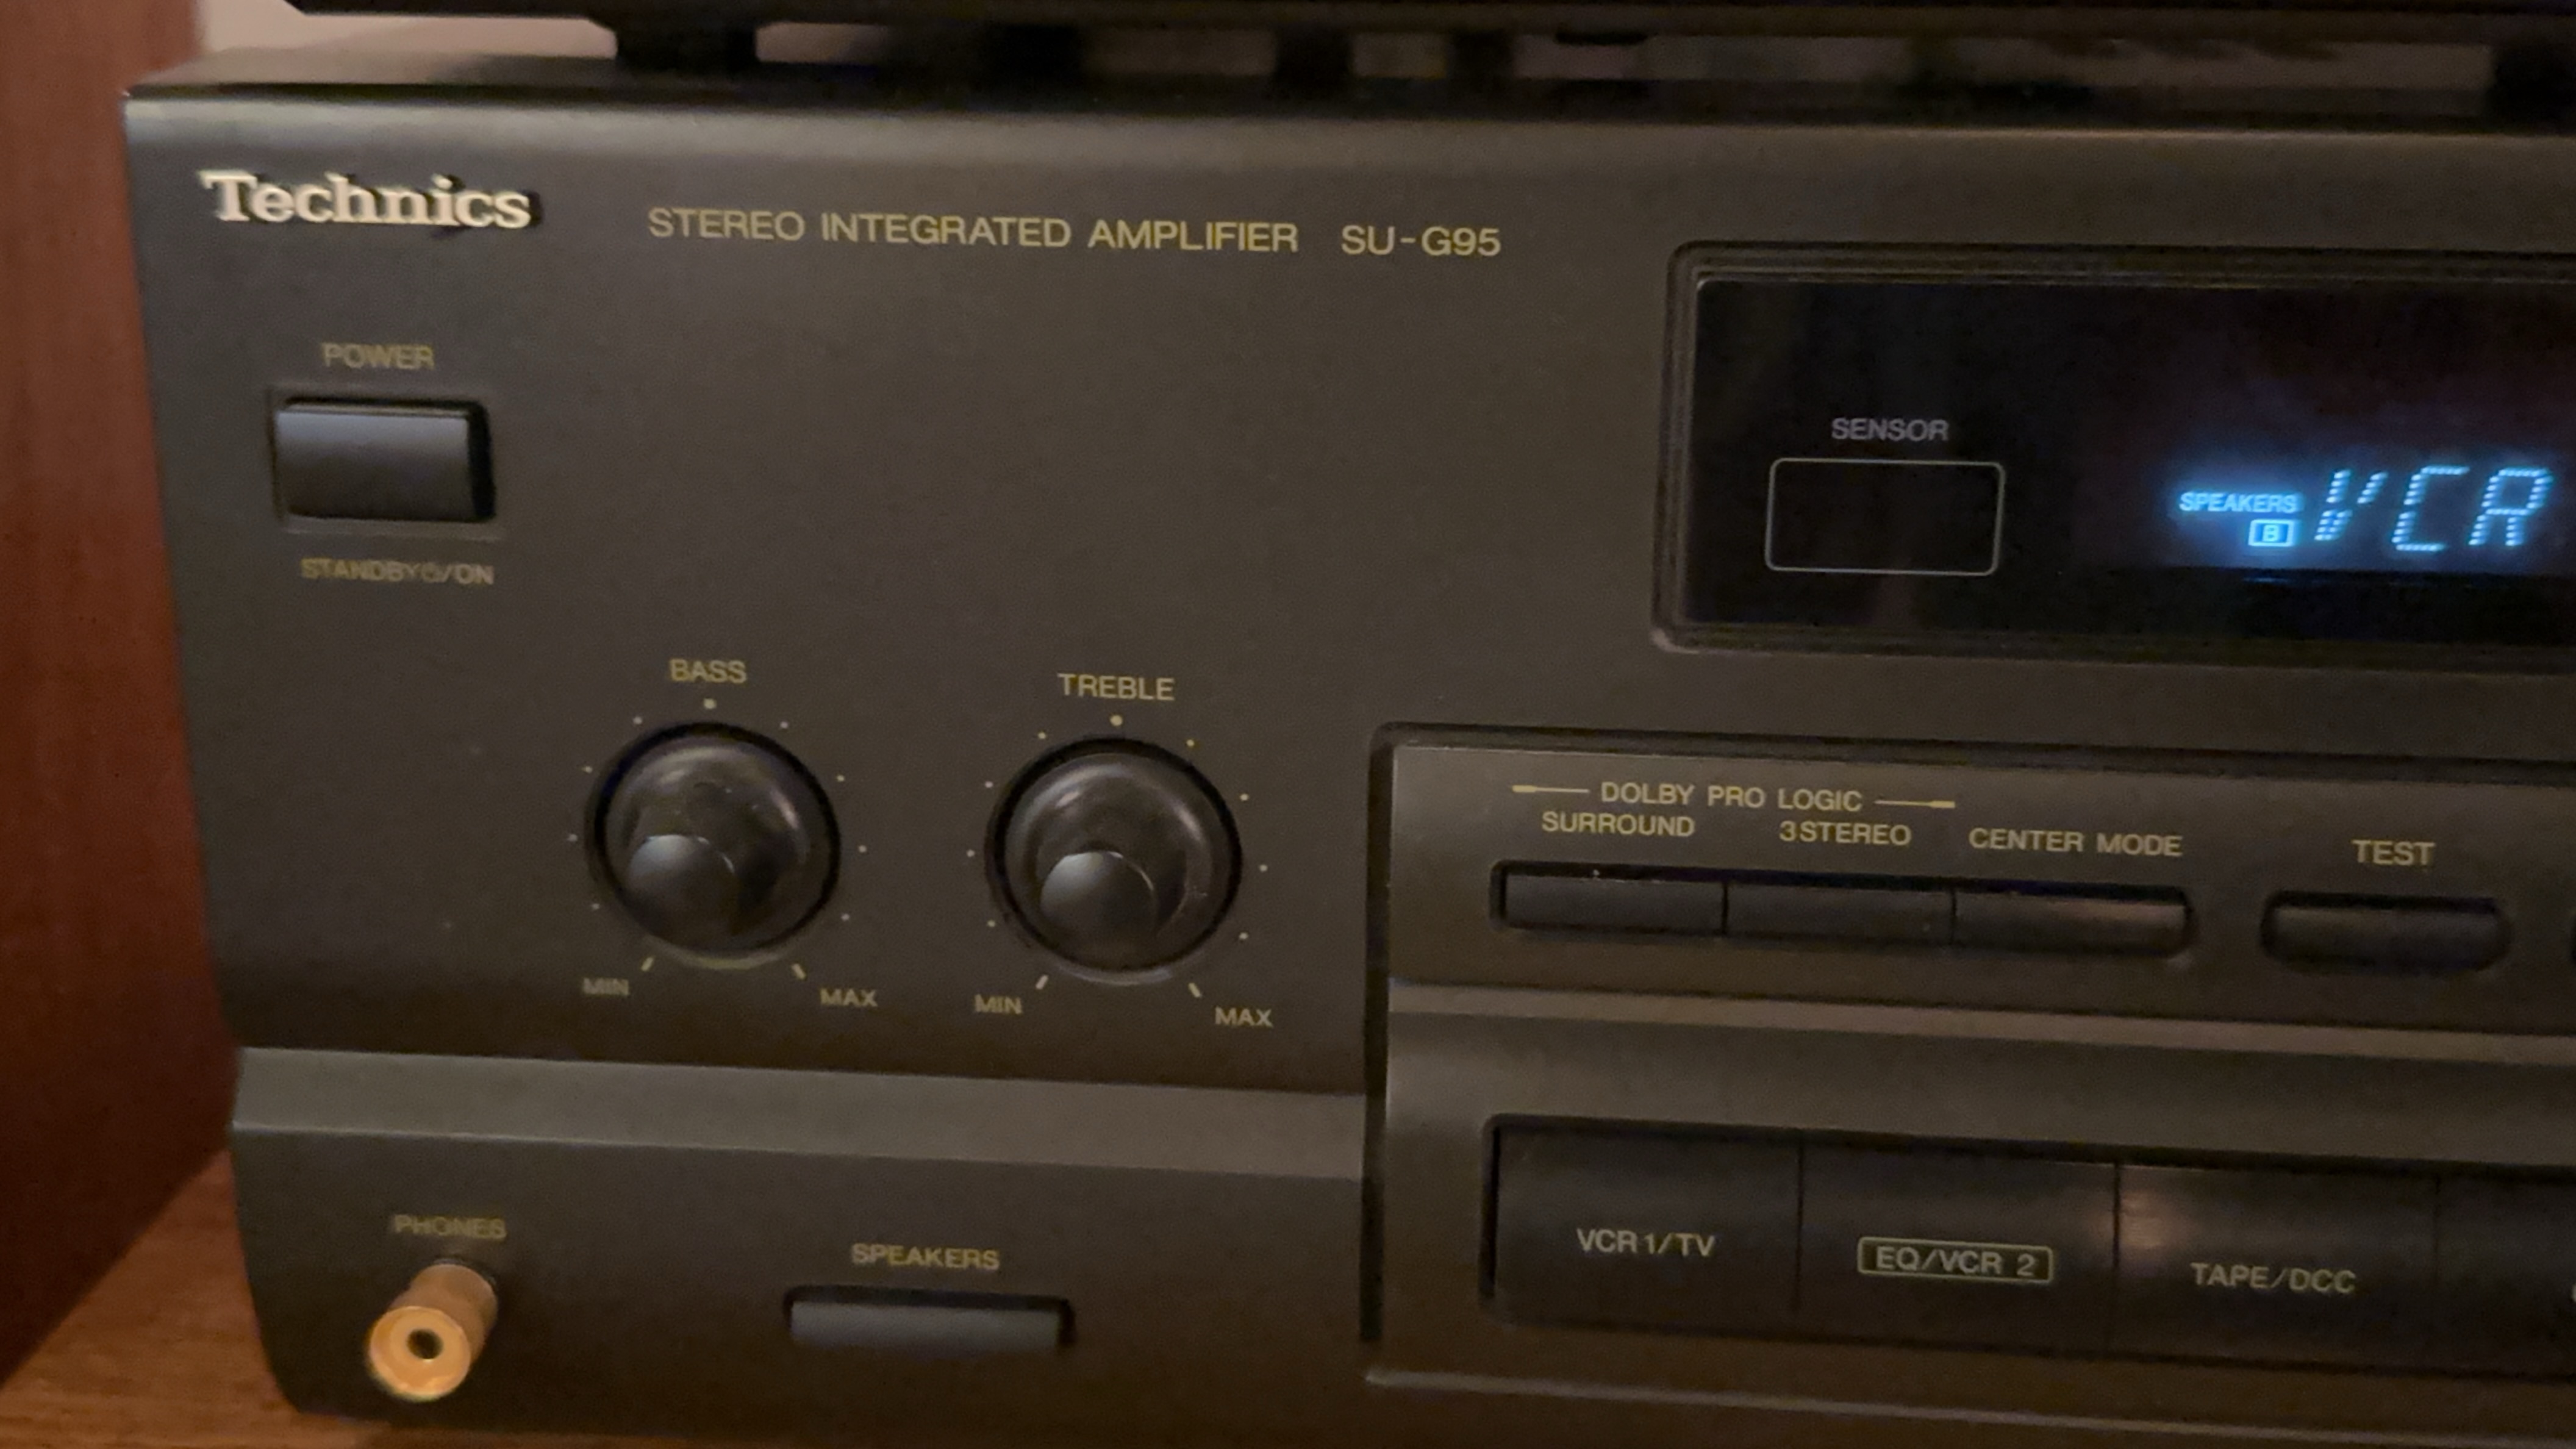 Technics
STEREO INTEGRATED AMPLIFIER SU-G95
POWER
STANDBY⏻/ON
SENSOR
SPEAKERS
B
VCR
BASS
MIN
MAX
TREBLE
MIN
MAX
DOLBY PRO LOGIC
SURROUND
3STEREO
CENTER MODE
TEST
VCR 1/TV
EQ/VCR 2
TAPE/DCC
PHONES
SPEAKERS